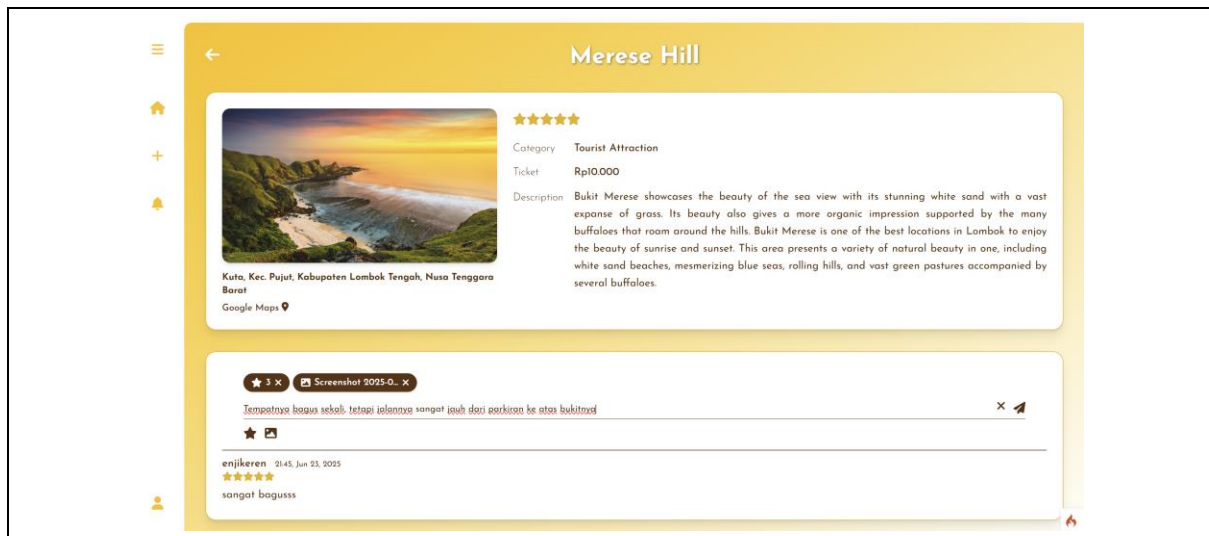 Merese Hill
Category Tourist Attraction
Ticket Rp10.000
Description Bukit Merese showcases the beauty of the sea view with its stunning white sand with a vast
expanse of grass. Its beauty also gives a more organic impression supported by the many
buffaloes that roam around the hills. Bukit Merese is one of the best locations in Lombok to enjoy
the beauty of sunrise and sunset. This area presents a variety of natural beauty in one, including
white sand beaches, mesmerizing blue seas, rolling hills, and vast green pastures accompanied by
several buffaloes.
Kuta, Kec. Pujut, Kabupaten Lombok Tengah, Nusa Tenggara
Barat
Google Maps
3 × Screenshot 2025-0... ×
Tempatnya bagus sekali, tetapi jalannya sangat jauh dari parkiran ke atas bukitnya
enjikeren 21:45, Jun 23, 2025
sangat bagusss